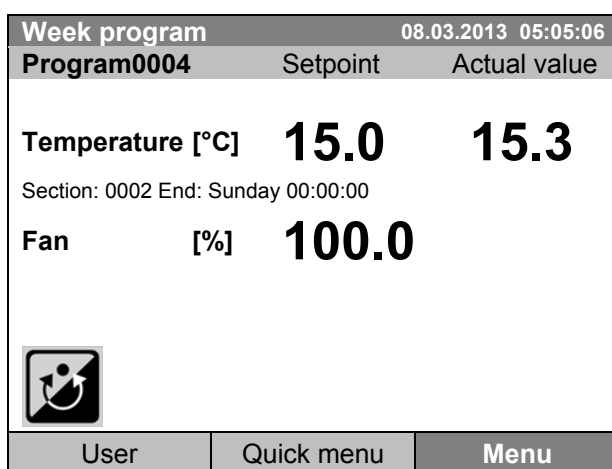 Week program 08.03.2013 05:05:06
Program0004 Setpoint Actual value
Temperature [°C] 15.0 15.3
Section: 0002 End: Sunday 00:00:00
Fan [%] 100.0
User Quick menu Menu